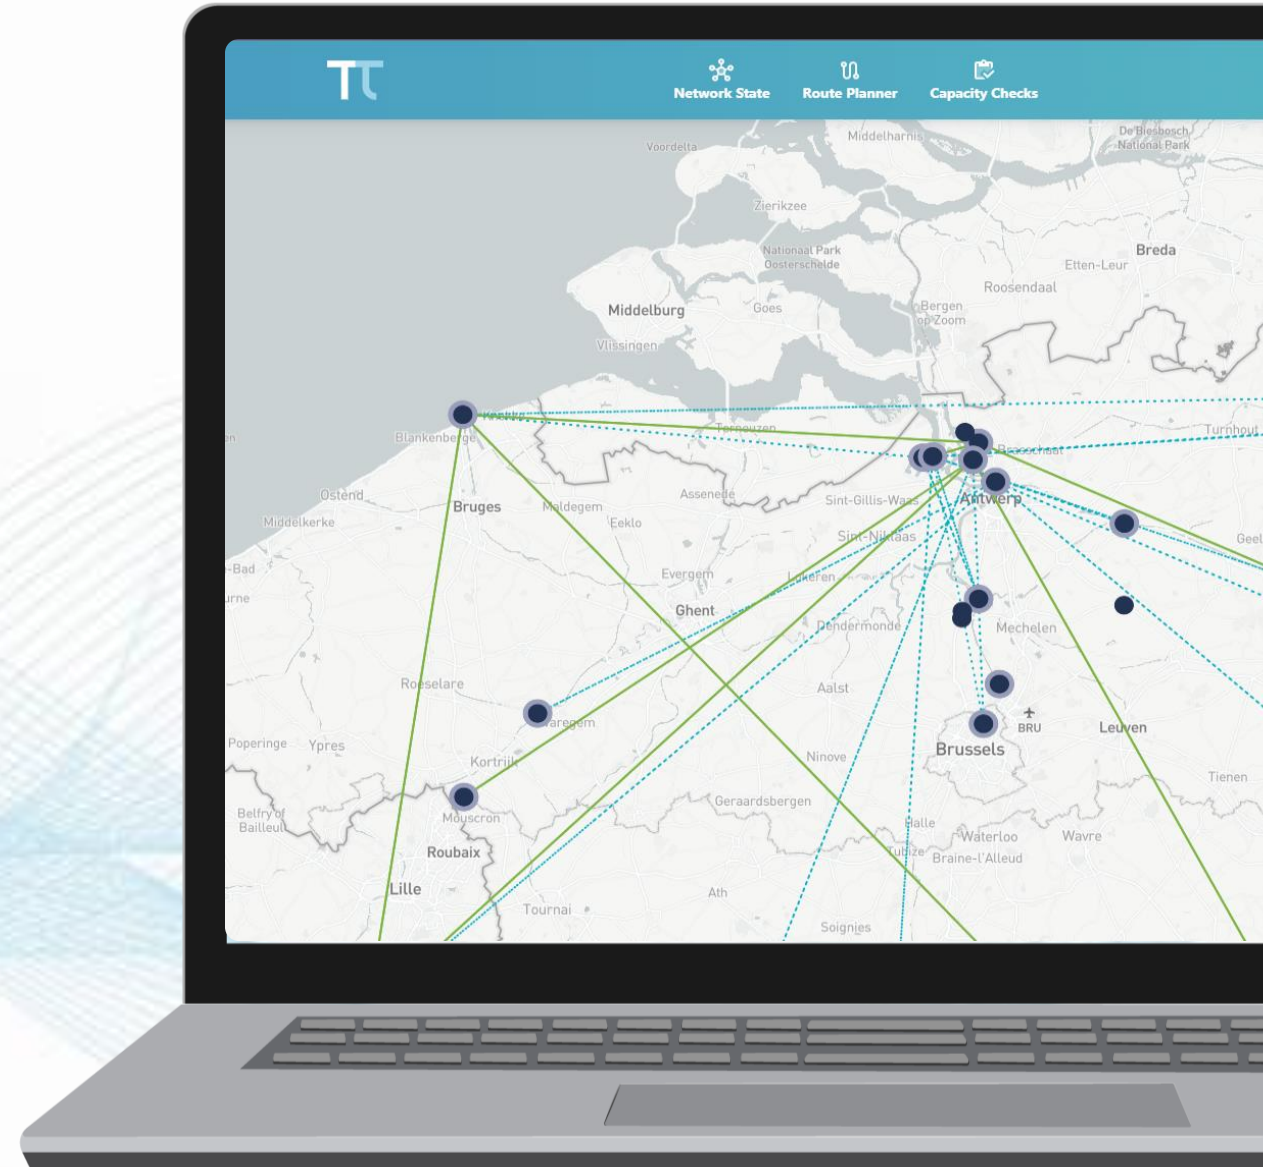 TT
Network State
Route Planner
Capacity Checks
Voordelta
Middelharnis
De Biesbosch
National Park
Zierikzee
Nationaal Park
Oosterschelde
Breda
Etten-Leur
Roosendaal
Middelburg
Goes
Bergen
op Zoom
Vlissingen
Blankenberge
Terneuzen
Brasschaat
Turnhout
Ostend
Bruges
Maldegem
Assenede
Sint-Gillis-Waas
Antwerp
Middelkerke
Eeklo
Sint-Niklaas
Geel
-Bad
Evergem
Lokeren
Ghent
Dendermonde
Mechelen
Roeselare
Aalst
Waregem
BRU
Leuven
Poperinge
Ypres
Kortrijk
Ninove
Brussels
Tienen
Belfry of
Bailleul
Mouscron
Geraardsbergen
Halle
Waterloo
Wavre
Roubaix
Tubize
Braine-l'Alleud
Lille
Ath
Tournai
Soignies